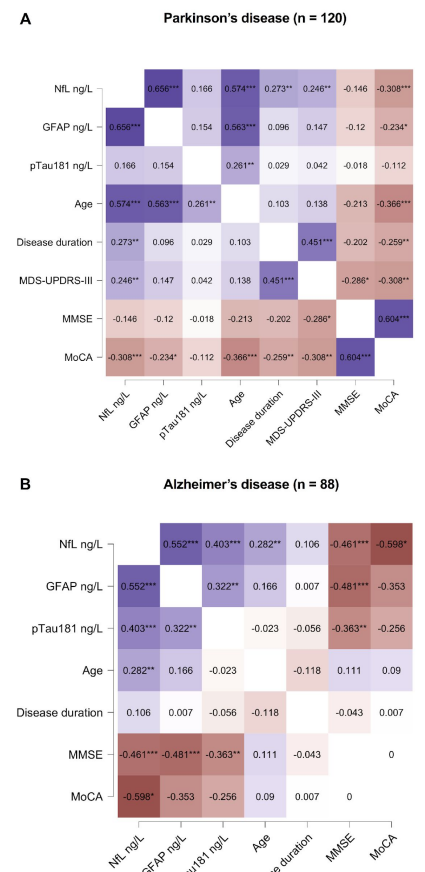 A
Parkinson's disease (n = 120)
NfL ng/L 0.656*** 0.166 0.574*** 0.273** 0.246** -0.146 -0.308***
GFAP ng/L 0.656*** 0.154 0.563*** 0.096 0.147 -0.12 -0.234*
pTau181 ng/L 0.166 0.154 0.261** 0.029 0.042 -0.018 -0.112
Age 0.574*** 0.563*** 0.261** 0.103 0.138 -0.213 -0.366***
Disease duration 0.273** 0.096 0.029 0.103 0.451*** -0.202 -0.259**
MDS-UPDRS-III 0.246** 0.147 0.042 0.138 0.451*** -0.286* -0.308**
MMSE -0.146 -0.12 -0.018 -0.213 -0.202 -0.286* 0.604***
MoCA -0.308*** -0.234* -0.112 -0.366*** -0.259** -0.308** 0.604***
NfL ng/L GFAP ng/L pTau181 ng/L Age Disease duration MDS-UPDRS-III MMSE MoCA
B
Alzheimer's disease (n = 88)
NfL ng/L 0.552*** 0.403*** 0.282** 0.106 -0.461*** -0.598*
GFAP ng/L 0.552*** 0.322** 0.166 0.007 -0.481*** -0.353
pTau181 ng/L 0.403*** 0.322** -0.023 -0.056 -0.363** -0.256
Age 0.282** 0.166 -0.023 -0.118 0.111 0.09
Disease duration 0.106 0.007 -0.056 -0.118 -0.043 0.007
MMSE -0.461*** -0.481*** -0.363** 0.111 -0.043 0
MoCA -0.598* -0.353 -0.256 0.09 0.007 0
NfL ng/L GFAP ng/L ng/L Age duration MMSE MoCA